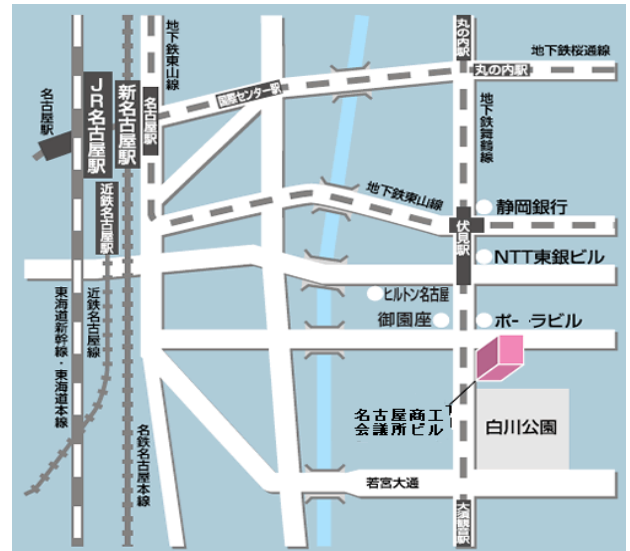 地下鉄東山線
丸の内駅
地下鉄桜通線
丸の内駅
国際センター駅
名古屋駅
JR名古屋駅
新名古屋駅
名古屋駅
地下鉄舞鶴線
近鉄名古屋駅
地下鉄東山線
静岡銀行
伏見駅
NTT東銀ビル
ヒルトン名古屋
御園座
ポーラビル
東海道新幹線・東海道本線
近鉄名古屋線
名鉄名古屋本線
名古屋商工
会議所ビル
白川公園
若宮大通
大須観音駅